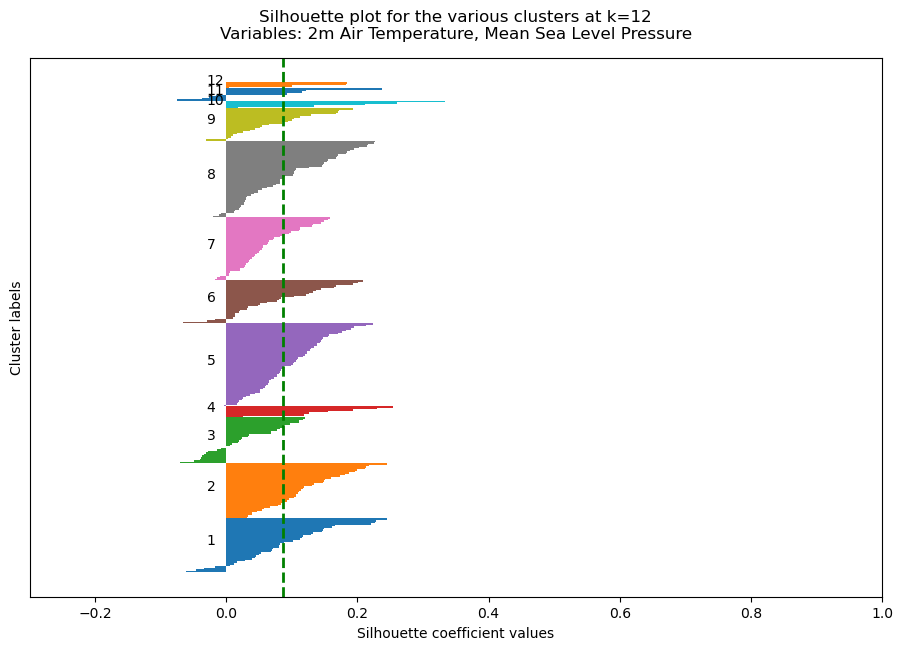 Silhouette plot for the various clusters at k=12
Variables: 2m Air Temperature, Mean Sea Level Pressure
Cluster labels
12
11
10
9
8
7
6
5
4
3
2
1
−0.2 0.0 0.2 0.4 0.6 0.8 1.0
Silhouette coefficient values